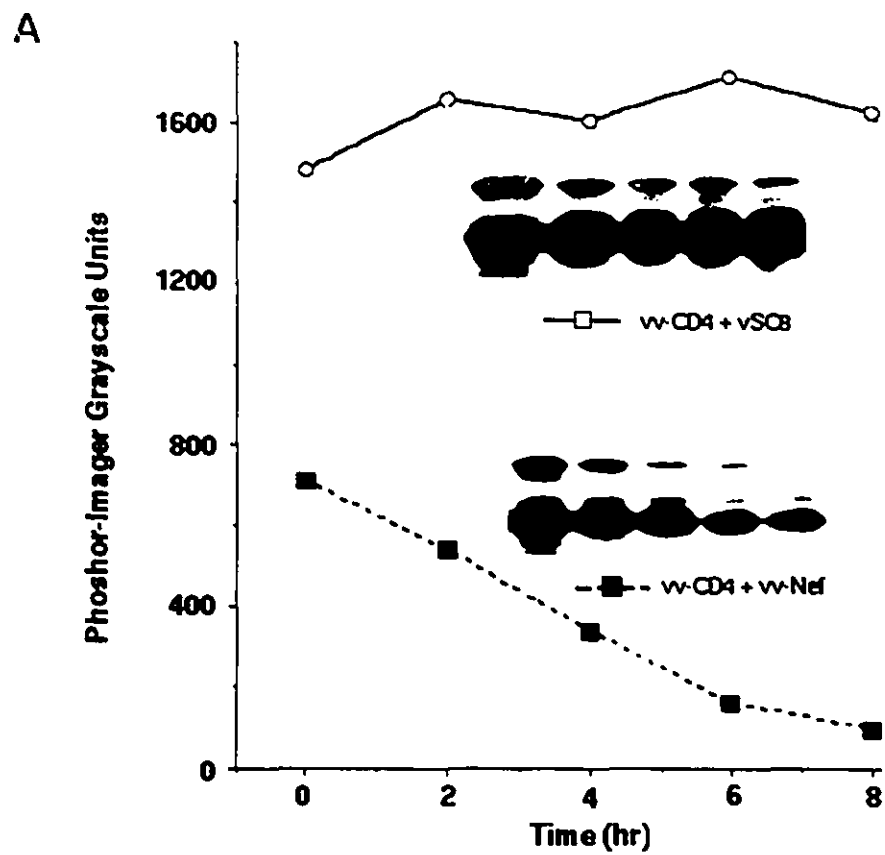 A
Phoshor-Imager Grayscale Units
1600
1200
800
400
0
vv-CD4 + vSC8
vv-CD4 + vv-Nef
0 2 4 6 8
Time (hr)